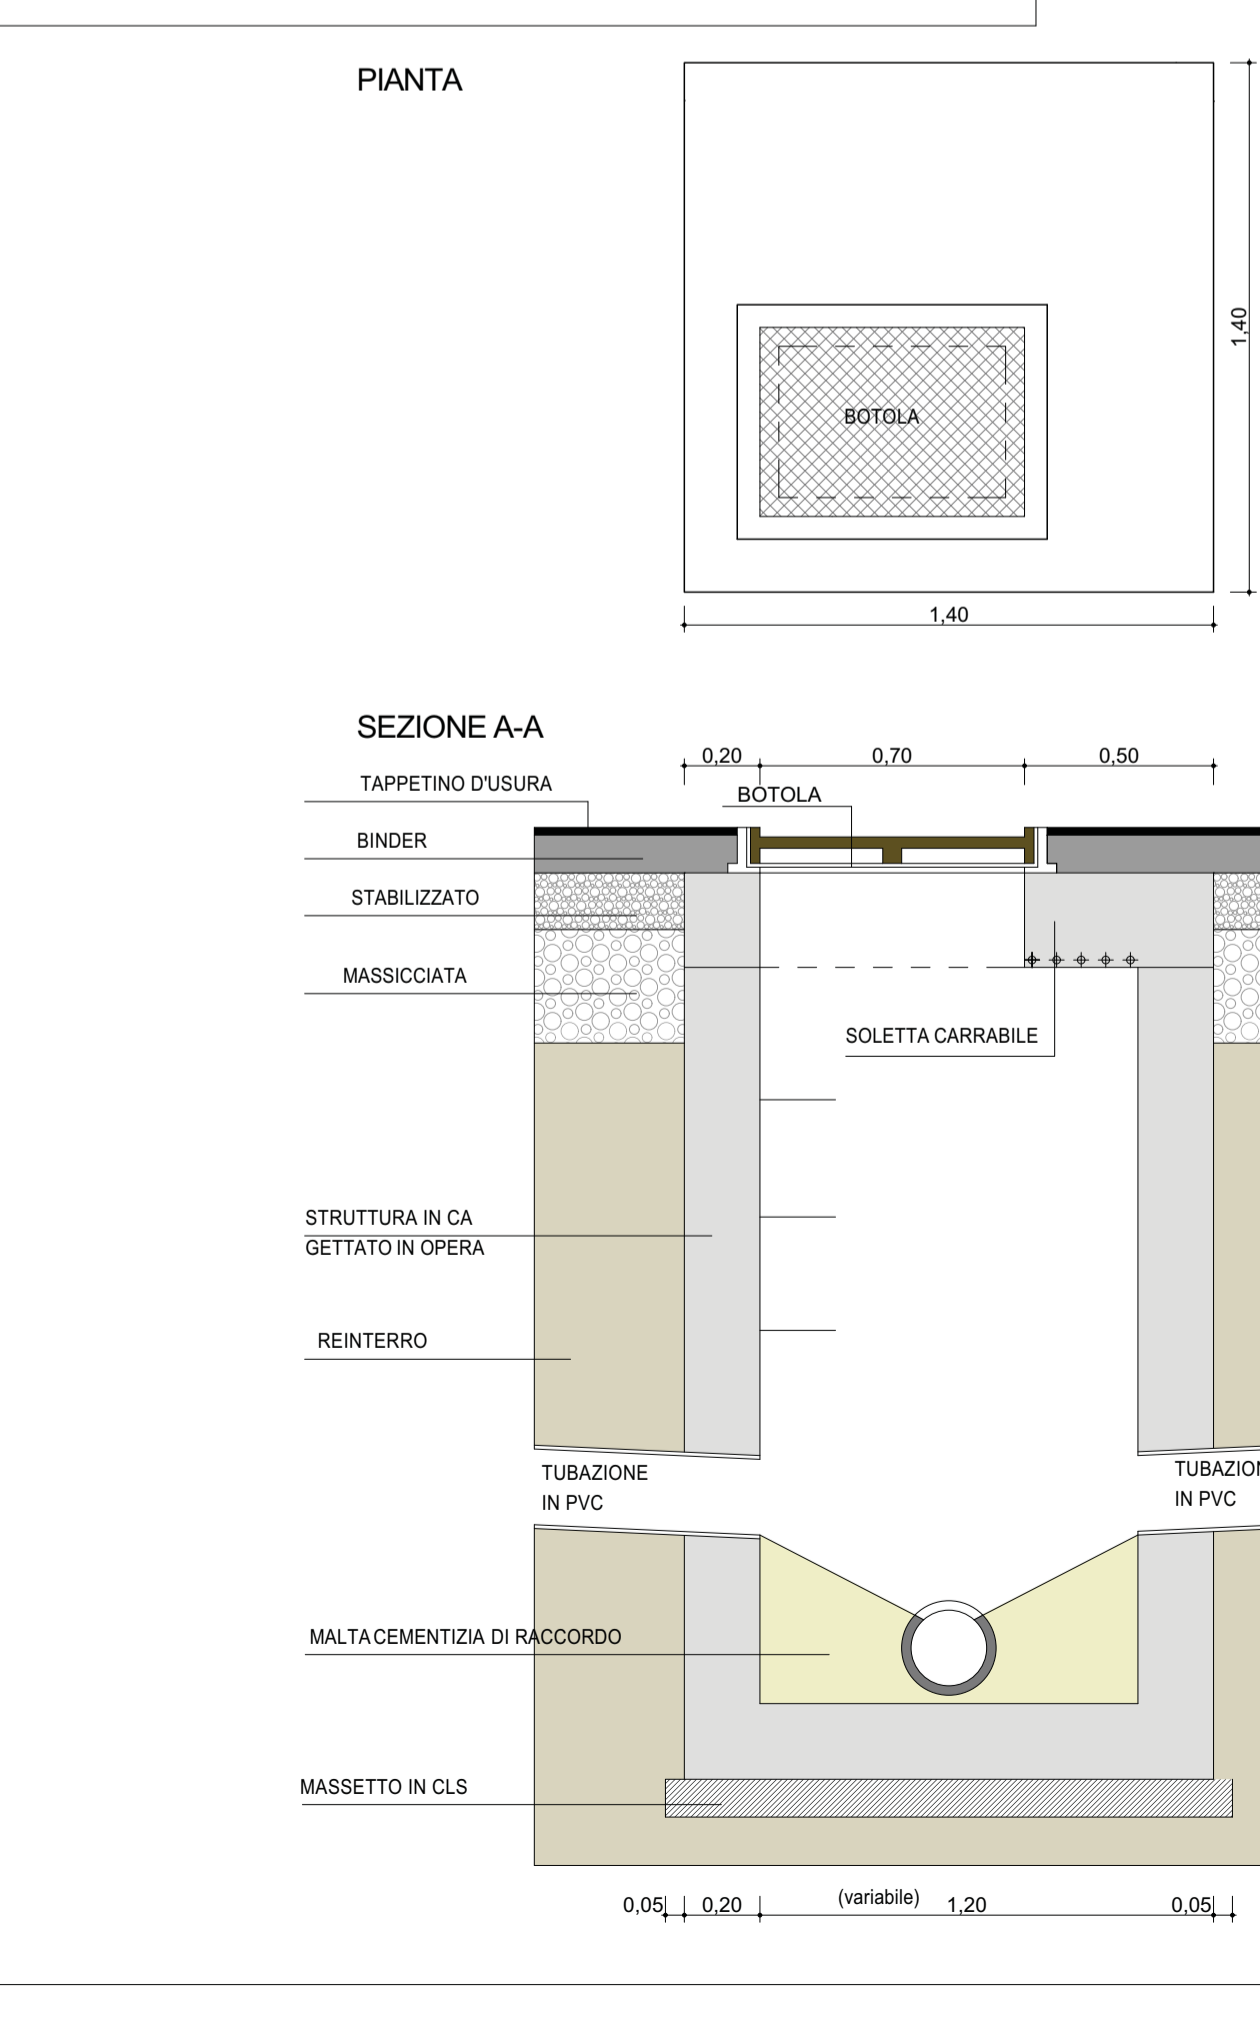 PIANTA
BOTOLA
1,40
1,40
SEZIONE A-A
0,20
0,70
0,50
TAPPETINO D'USURA
BOTOLA
BINDER
STABILIZZATO
MASSICCIATA
SOLETTA CARRABILE
STRUTTURA IN CA
GETTATO IN OPERA
REINTERRO
TUBAZIONE
IN PVC
TUBAZION
IN PVC
MALTA CEMENTIZIA DI RACCORDO
MASSETTO IN CLS
0,05
0,20
(variabile)
1,20
0,05